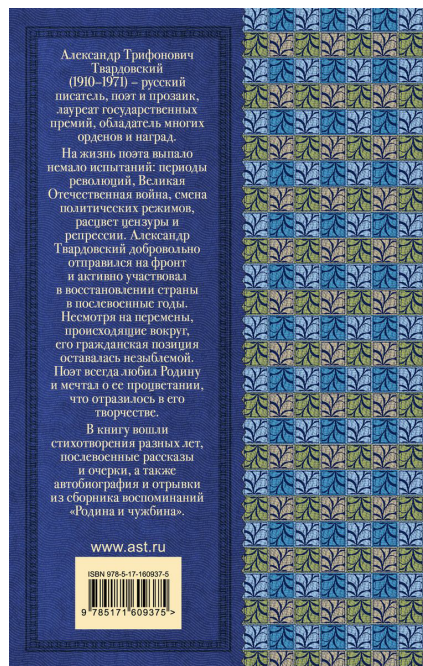 Александр Трифонович
Твардовский
(1910–1971) – русский
писатель, поэт и прозаик,
лауреат государственных
премий, обладатель многих
орденов и наград.
На жизнь поэта выпало
немало испытаний: периоды
революций, Великая
Отечественная война, смена
политических режимов,
расцвет цензуры и
репрессии. Александр
Твардовский добровольно
отправился на фронт
и активно участвовал
в восстановлении страны
в послевоенные годы.
Несмотря на перемены,
происходящие вокруг,
его гражданская позиция
оставалась незыблемой.
Поэт всегда любил Родину
и мечтал о ее процветании,
что отразилось в его
творчестве.
В книгу вошли
стихотворения разных лет,
послевоенные рассказы
и очерки, а также
автобиография и отрывки
из сборника воспоминаний
«Родина и чужбина».
www.ast.ru
ISBN 978-5-17-160937-5
9 785171 609375 >